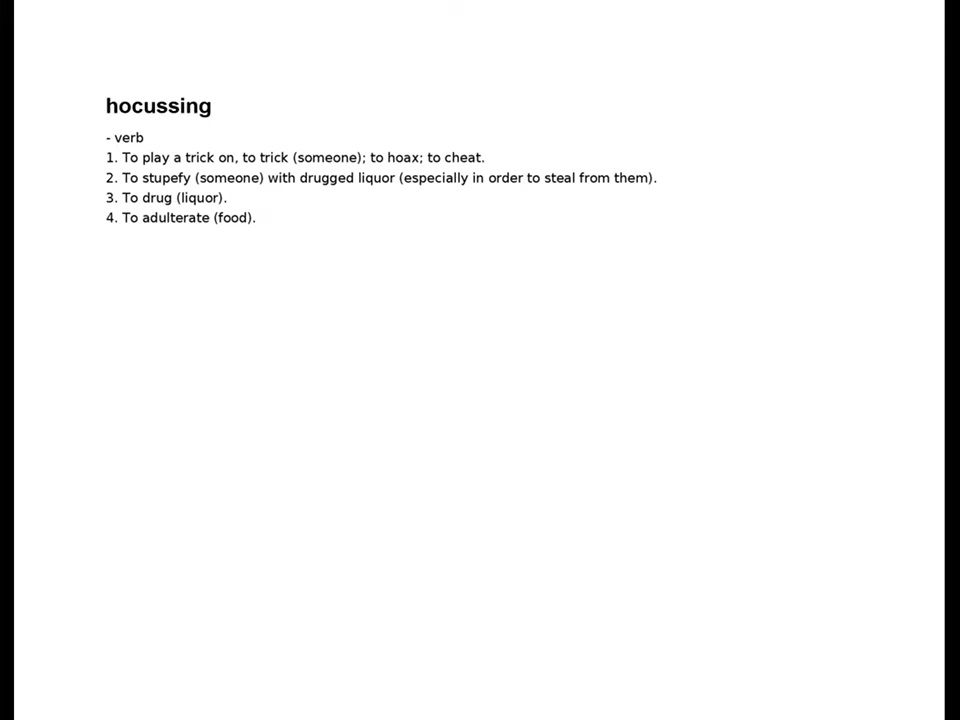 hocussing
- verb
1. To play a trick on, to trick (someone); to hoax; to cheat.
2. To stupefy (someone) with drugged liquor (especially in order to steal from them).
3. To drug (liquor).
4. To adulterate (food).